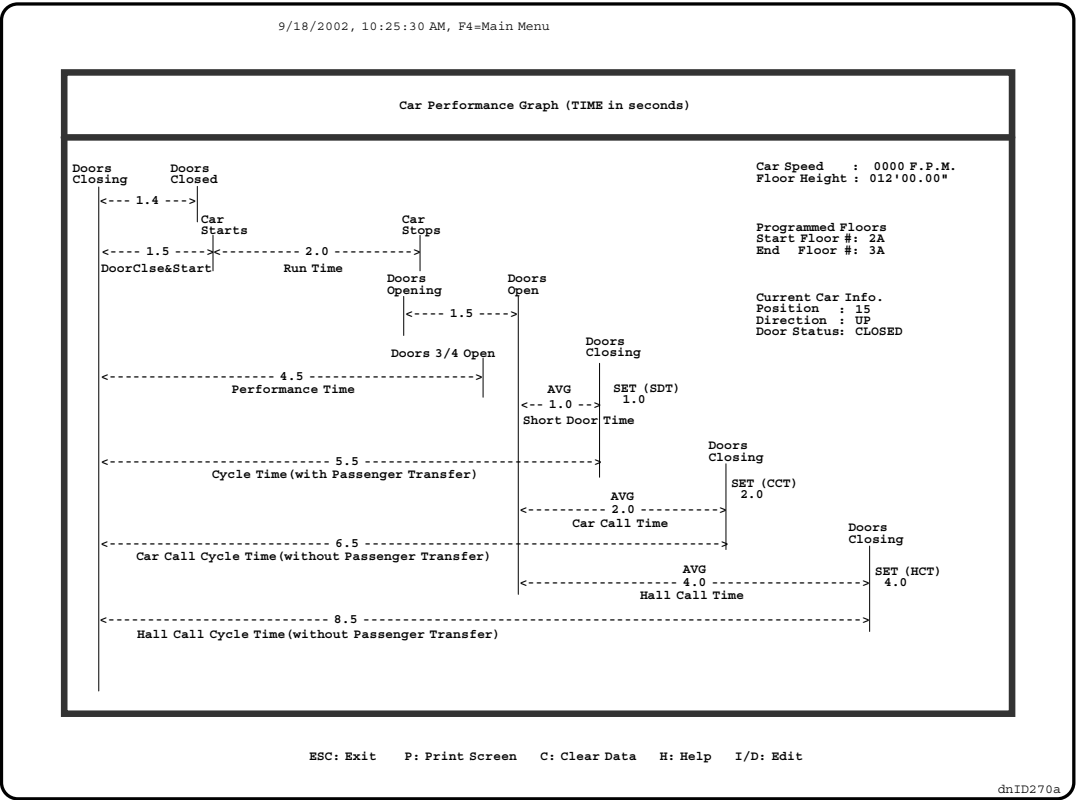 9/18/2002, 10:25:30 AM, F4=Main Menu
Car Performance Graph (TIME in seconds)
Doors Closing
Doors Closed
<--- 1.4 --->
Car Starts
Car Stops
<---- 1.5 ---->
<----------- 2.0 ----------->
DoorClse&Start
Run Time
Doors Opening
Doors Open
<---- 1.5 ---->
Doors 3/4 Open
<----------------------- 4.5 ----------------------->
Performance Time
Doors Closing
AVG
<-- 1.0 -->
Short Door Time
SET (SDT)
1.0
<------------------------------ 5.5 ------------------------------>
Cycle Time(with Passenger Transfer)
Doors Closing
SET (CCT)
2.0
AVG
<----------- 2.0 ----------->
Car Call Time
<------------------------------ 6.5 ------------------------------>
Car Call Cycle Time(without Passenger Transfer)
Doors Closing
SET (HCT)
4.0
AVG
<--------------------- 4.0 --------------------->
Hall Call Time
<------------------------------ 8.5 ------------------------------>
Hall Call Cycle Time(without Passenger Transfer)
Car Speed : 0000 F.P.M.
Floor Height : 012'00.00"
Programmed Floors
Start Floor #: 2A
End Floor #: 3A
Current Car Info.
Position : 15
Direction : UP
Door Status: CLOSED
ESC: Exit P: Print Screen C: Clear Data H: Help I/D: Edit
dnID270a